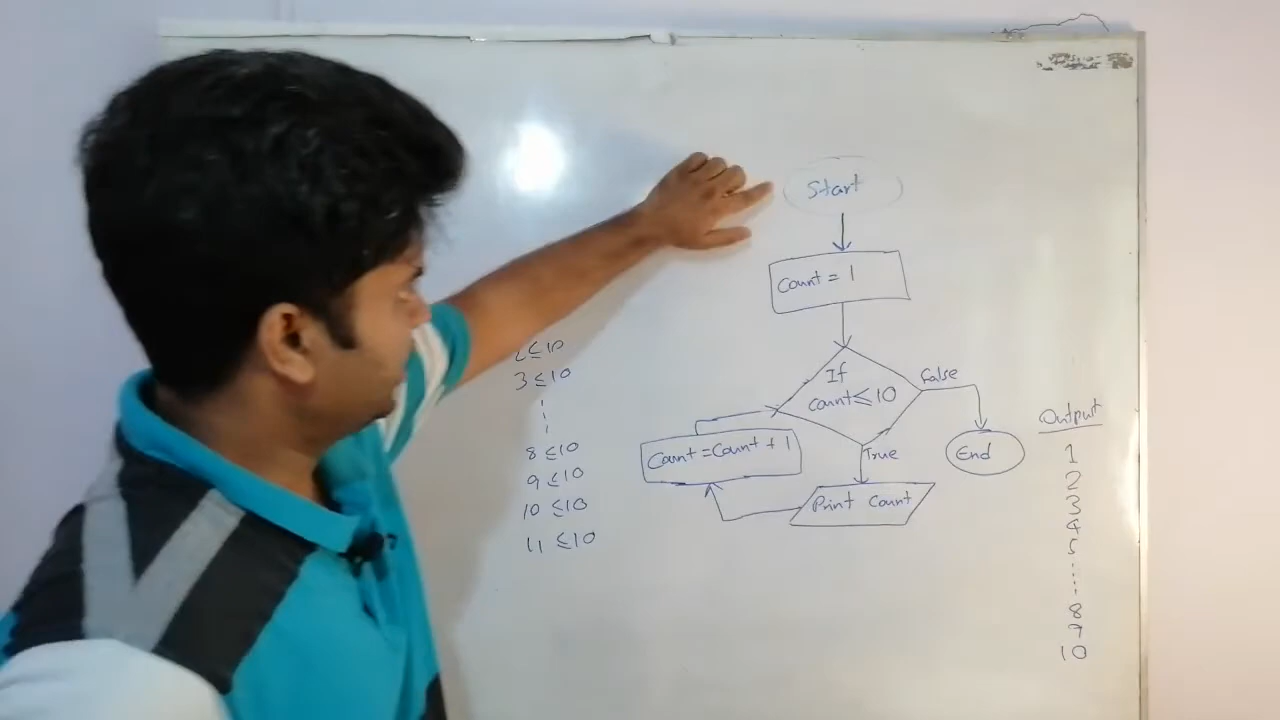 Start
Count = 1
If
count ≤ 10
False
True
End
Print Count
Count = Count + 1
2 ≤ 10
3 ≤ 10
8 ≤ 10
9 ≤ 10
10 ≤ 10
11 ≤ 10
Output
1
2
3
4
5
8
9
10